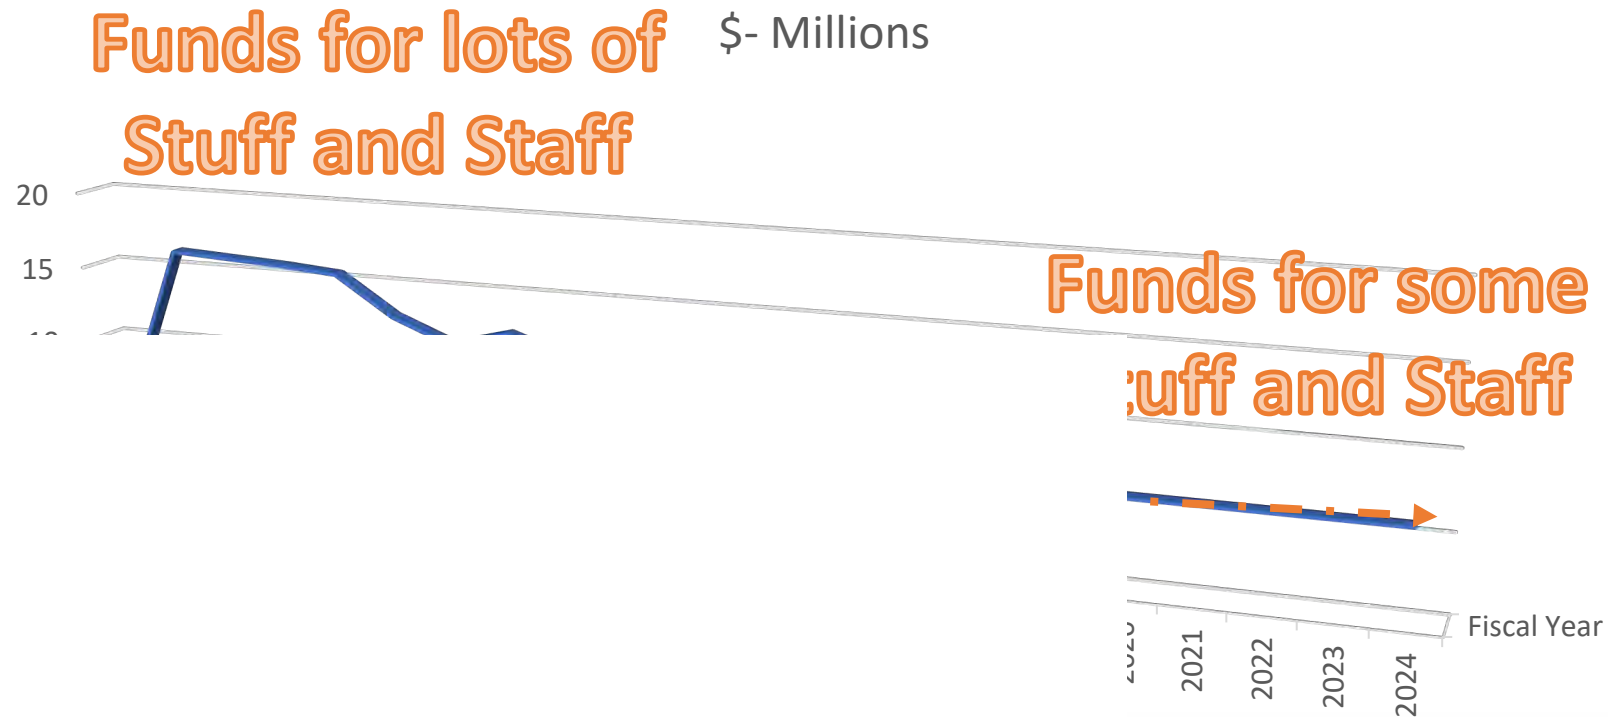 Funds for lots of
Stuff and Staff
$- Millions
20
15
Funds for some
tuff and Staff
2021
2022
2023
2024
Fiscal Year